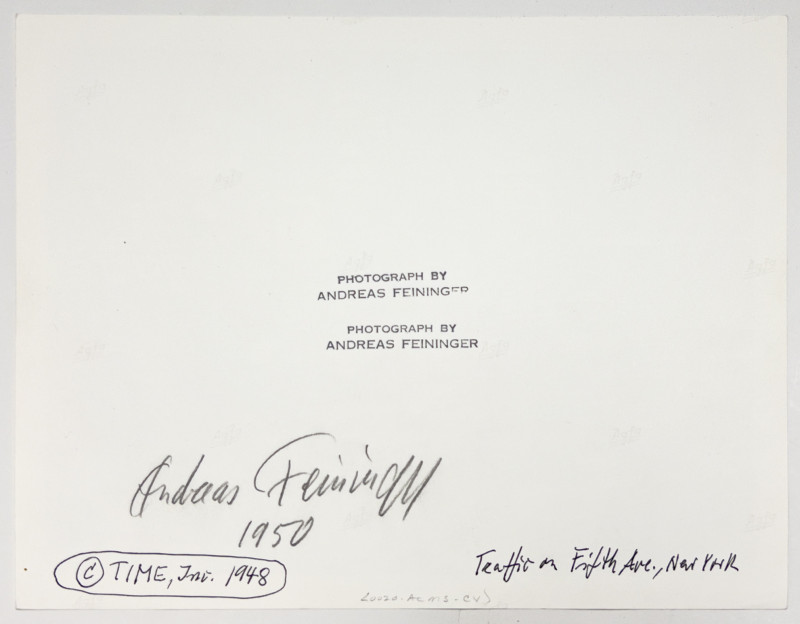 PHOTOGRAPH BY
ANDREAS FEININGER
PHOTOGRAPH BY
ANDREAS FEININGER
Andreas Feininger
1950
© TIME, Inc. 1948
Traffic on Fifth Ave., New York